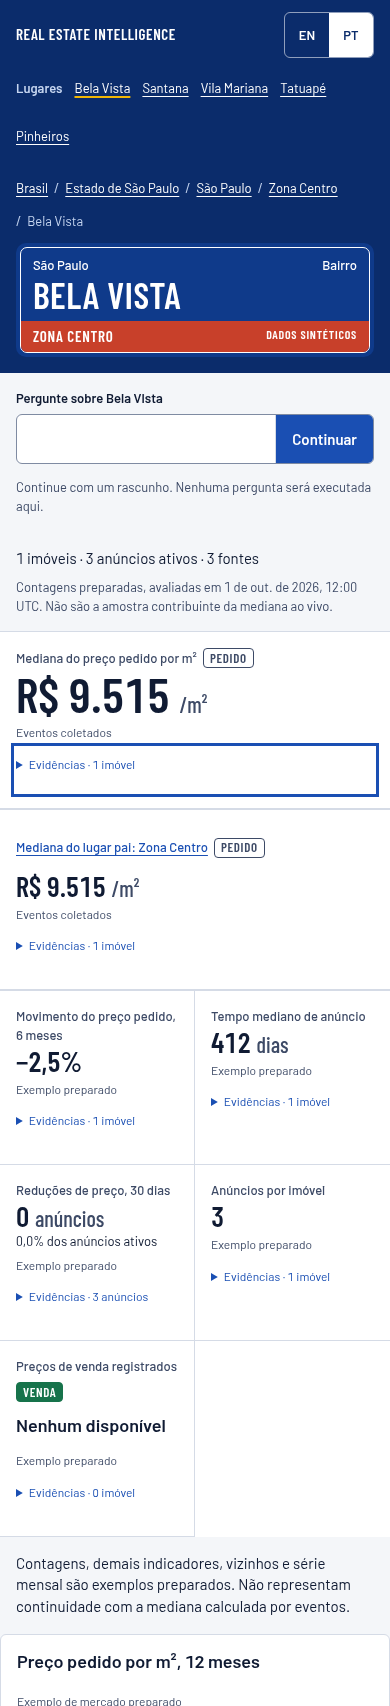 REAL ESTATE INTELLIGENCE
EN PT
Lugares Bela Vista Santana Vila Mariana Tatuapé
Pinheiros
Brasil / Estado de São Paulo / São Paulo / Zona Centro
/ Bela Vista
São Paulo Bairro
BELA VISTA
ZONA CENTRO DADOS SINTÉTICOS
Pergunte sobre Bela Vista
Continuar
Continue com um rascunho. Nenhuma pergunta será executada
aqui.
1 imóveis · 3 anúncios ativos · 3 fontes
Contagens preparadas, avaliadas em 1 de out. de 2026, 12:00
UTC. Não são a amostra contribuinte da mediana ao vivo.
Mediana do preço pedido por m² PEDIDO
R$ 9.515 /m²
Eventos coletados
Evidências · 1 imóvel
Mediana do lugar pai: Zona Centro PEDIDO
R$ 9.515 /m²
Eventos coletados
Evidências · 1 imóvel
Movimento do preço pedido,
6 meses
−2,5%
Exemplo preparado
Evidências · 1 imóvel
Tempo mediano de anúncio
412 dias
Exemplo preparado
Evidências · 1 imóvel
Reduções de preço, 30 dias
0 anúncios
0,0% dos anúncios ativos
Exemplo preparado
Evidências · 3 anúncios
Anúncios por imóvel
3
Exemplo preparado
Evidências · 1 imóvel
Preços de venda registrados
VENDA
Nenhum disponível
Exemplo preparado
Evidências · 0 imóvel
Contagens, demais indicadores, vizinhos e série
mensal são exemplos preparados. Não representam
continuidade com a mediana calculada por eventos.
Preço pedido por m², 12 meses
Exemplo de mercado preparado